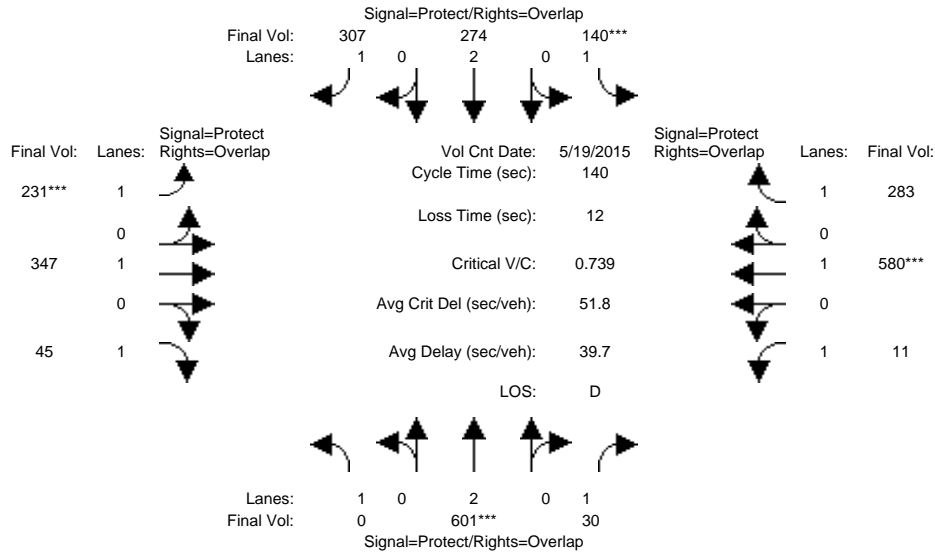 Signal=Protect/Rights=Overlap
Final Vol: 307 274 140***
Lanes: 1 0 2 0 1
Signal=Protect Signal=Protect
Final Vol: Lanes: Rights=Overlap Vol Cnt Date: 5/19/2015 Rights=Overlap Lanes: Final Vol:
Cycle Time (sec): 140
231*** 1 1 283
Loss Time (sec): 12
0 0
347 1 Critical V/C: 0.739 1 580***
0 Avg Crit Del (sec/veh): 51.8 0
45 1 Avg Delay (sec/veh): 39.7 1 11
LOS: D
Lanes: 1 0 2 0 1
Final Vol: 0 601*** 30
Signal=Protect/Rights=Overlap